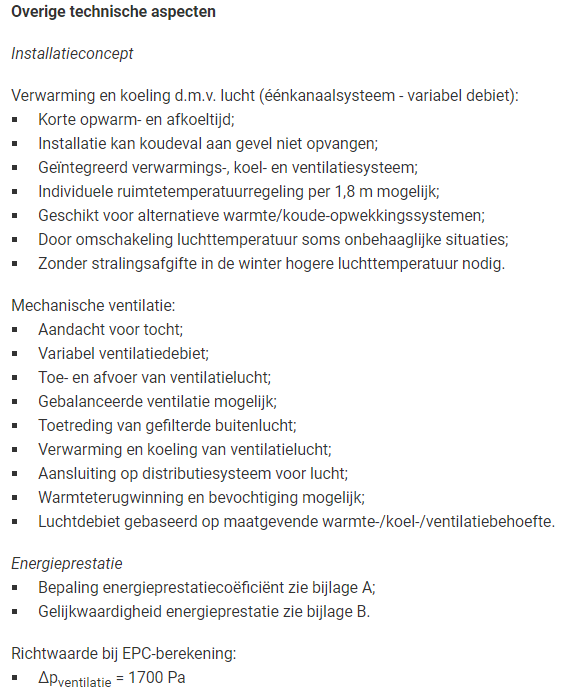 Overige technische aspecten
Installatieconcept
Verwarming en koeling d.m.v. lucht (éénkanaalsysteem - variabel debiet):
▪ Korte opwarm- en afkoeltijd;
▪ Installatie kan koudeval aan gevel niet opvangen;
▪ Geïntegreerd verwarmings-, koel- en ventilatiesysteem;
▪ Individuele ruimtetemperatuurregeling per 1,8 m mogelijk;
▪ Geschikt voor alternatieve warmte/koude-opwekkingssystemen;
▪ Door omschakeling luchttemperatuur soms onbehaaglijke situaties;
▪ Zonder stralingsafgifte in de winter hogere luchttemperatuur nodig.
Mechanische ventilatie:
▪ Aandacht voor tocht;
▪ Variabel ventilatiedebiet;
▪ Toe- en afvoer van ventilatielucht;
▪ Gebalanceerde ventilatie mogelijk;
▪ Toetreding van gefilterde buitenlucht;
▪ Verwarming en koeling van ventilatielucht;
▪ Aansluiting op distributiesysteem voor lucht;
▪ Warmteterugwinning en bevochtiging mogelijk;
▪ Luchtdebiet gebaseerd op maatgevende warmte-/koel-/ventilatiebehoefte.
Energieprestatie
▪ Bepaling energieprestatiecoëficiënt zie bijlage A;
▪ Gelijkwaardigheid energieprestatie zie bijlage B.
Richtwaarde bij EPC-berekening:
▪ Δpventilatie = 1700 Pa